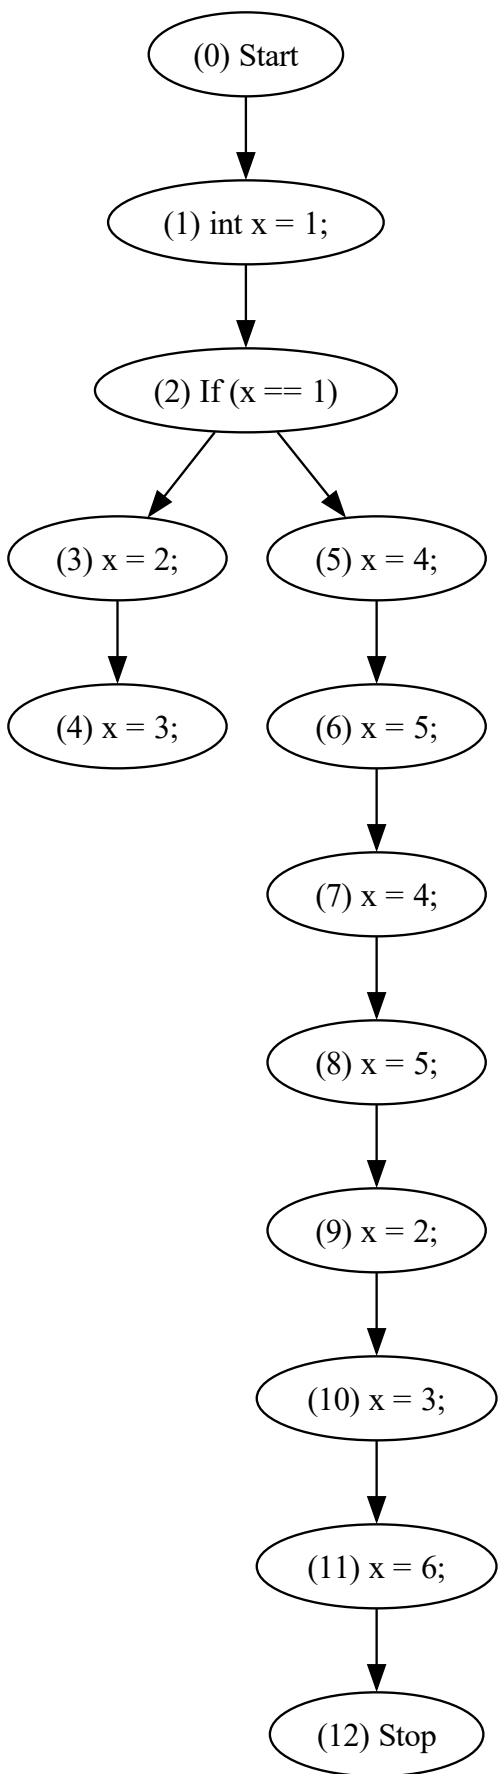 (0) Start
(1) int x = 1;
(2) If (x == 1)
(3) x = 2;
(5) x = 4;
(4) x = 3;
(6) x = 5;
(7) x = 4;
(8) x = 5;
(9) x = 2;
(10) x = 3;
(11) x = 6;
(12) Stop